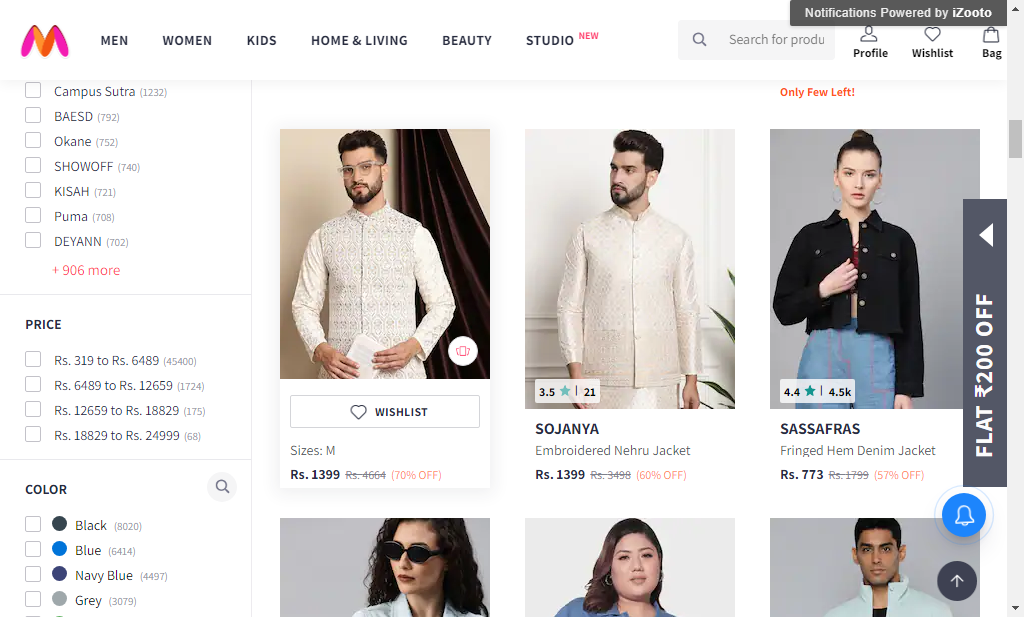 Notifications Powered by iZooto
MEN
WOMEN
KIDS
HOME & LIVING
BEAUTY
STUDIO NEW
Search for produ
Profile
Wishlist
Bag
Campus Sutra (1232)
BAESD (792)
Okane (752)
SHOWOFF (740)
KISAH (721)
Puma (708)
DEYANN (702)
+ 906 more
PRICE
Rs. 319 to Rs. 6489 (45400)
Rs. 6489 to Rs. 12659 (1724)
Rs. 12659 to Rs. 18829 (175)
Rs. 18829 to Rs. 24999 (68)
COLOR
Black (8020)
Blue (6414)
Navy Blue (4497)
Grey (3079)
Only Few Left!
WISHLIST
Sizes: M
Rs. 1399 Rs. 4664 (70% OFF)
3.5 | 21
SOJANYA
Embroidered Nehru Jacket
Rs. 1399 Rs. 3498 (60% OFF)
4.4 | 4.5k
SASSAFRAS
Fringed Hem Denim Jacket
Rs. 773 Rs. 1799 (57% OFF)
FLAT ₹200 OFF